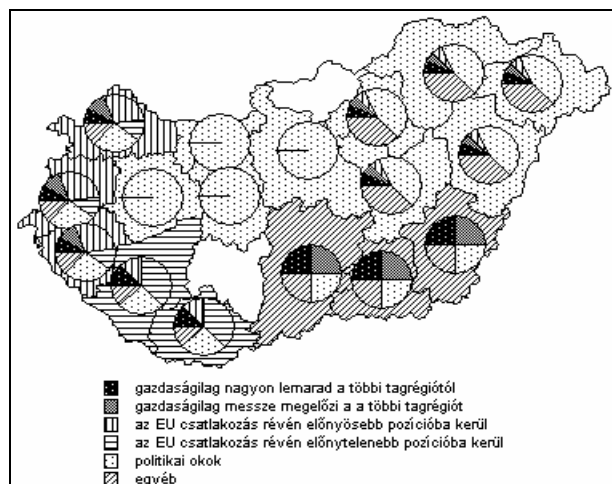 gazdaságilag nagyon lemarad a többi tagrégiótól
gazdaságilag messze megelőzi a a többi tagrégiót
az EU csatlakozás révén előnyösebb pozícióba kerül
az EU csatlakozás révén előnytelenebb pozícióba kerül
politikai okok
egyéb